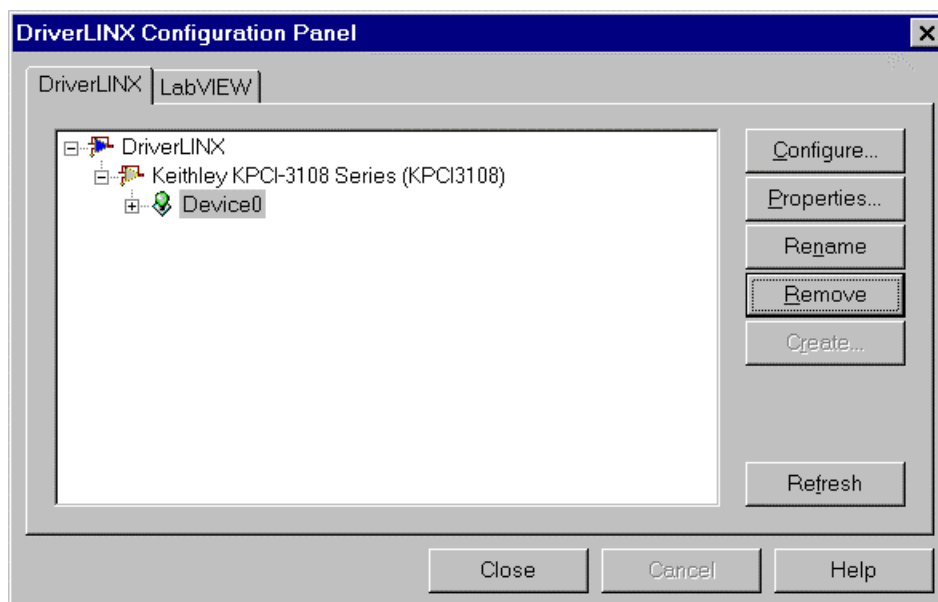 DriverLINX Configuration Panel
DriverLINX LabVIEW
DriverLINX
Keithley KPCI-3108 Series (KPCI3108)
Device0
Configure...
Properties...
Rename
Remove
Create...
Refresh
Close Cancel Help